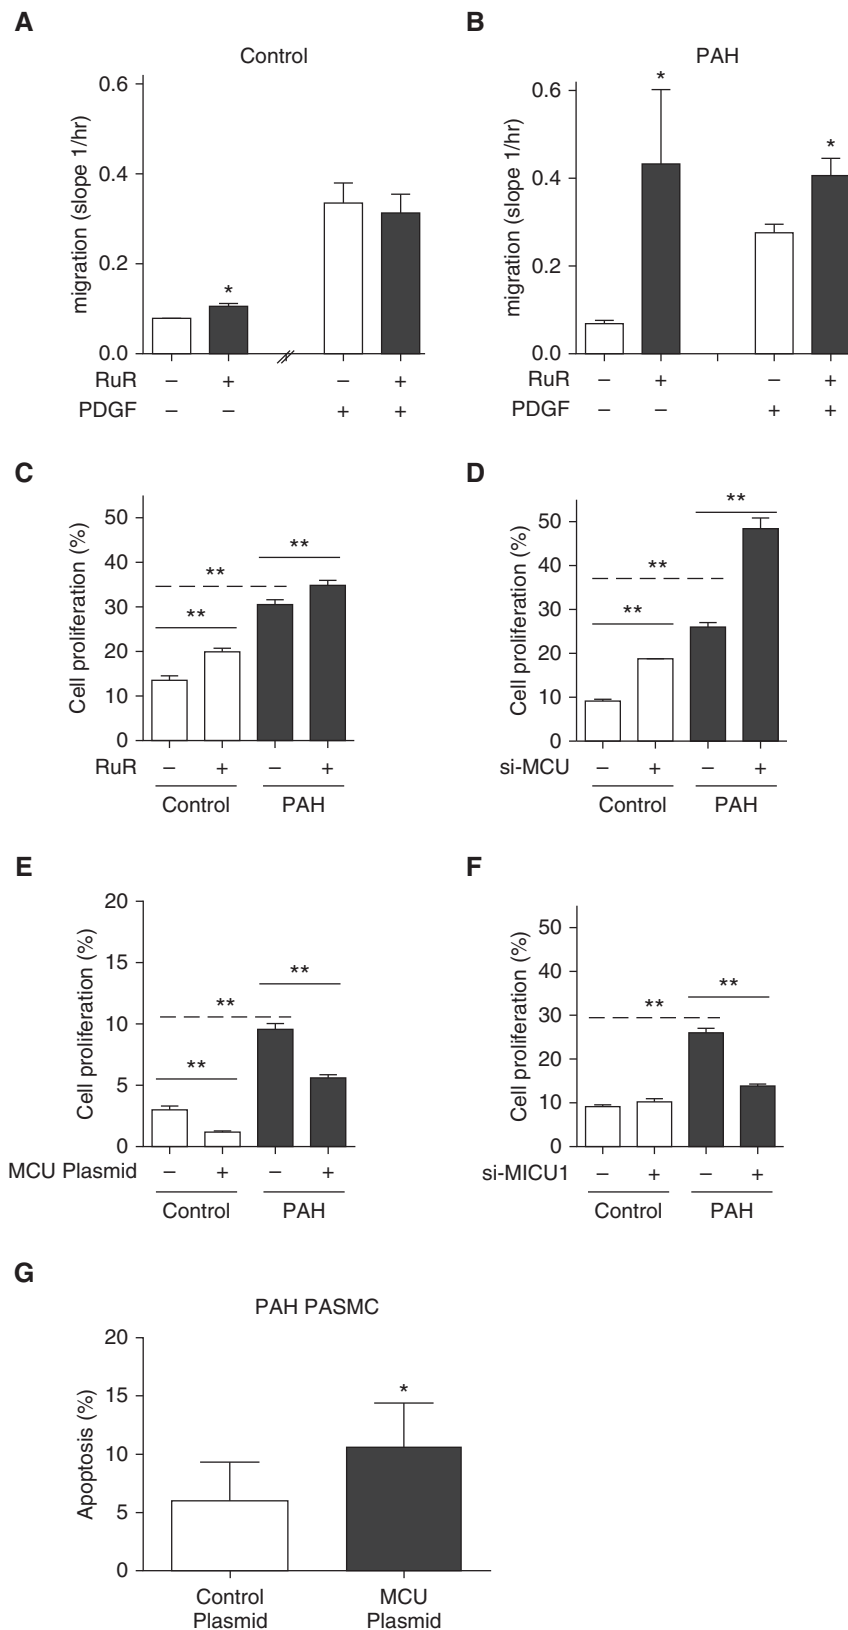 A
Control
migration (slope 1/hr)
0.6
0.4
0.2
0.0
*
RuR − + − +
PDGF − − + +
B
PAH
migration (slope 1/hr)
0.6
0.4
0.2
0.0
*
*
RuR − + − +
PDGF − − + +
C
Cell proliferation (%)
50
40
30
20
10
0
**
**
**
RuR − + − +
Control PAH
D
Cell proliferation (%)
50
40
30
20
10
0
**
**
**
si-MCU − + − +
Control PAH
E
Cell proliferation (%)
20
15
10
5
0
**
**
**
MCU Plasmid − + − +
Control PAH
F
Cell proliferation (%)
50
40
30
20
10
0
**
**
si-MICU1 − + − +
Control PAH
G
PAH PASMC
Apoptosis (%)
20
15
10
5
0
*
Control MCU
Plasmid Plasmid